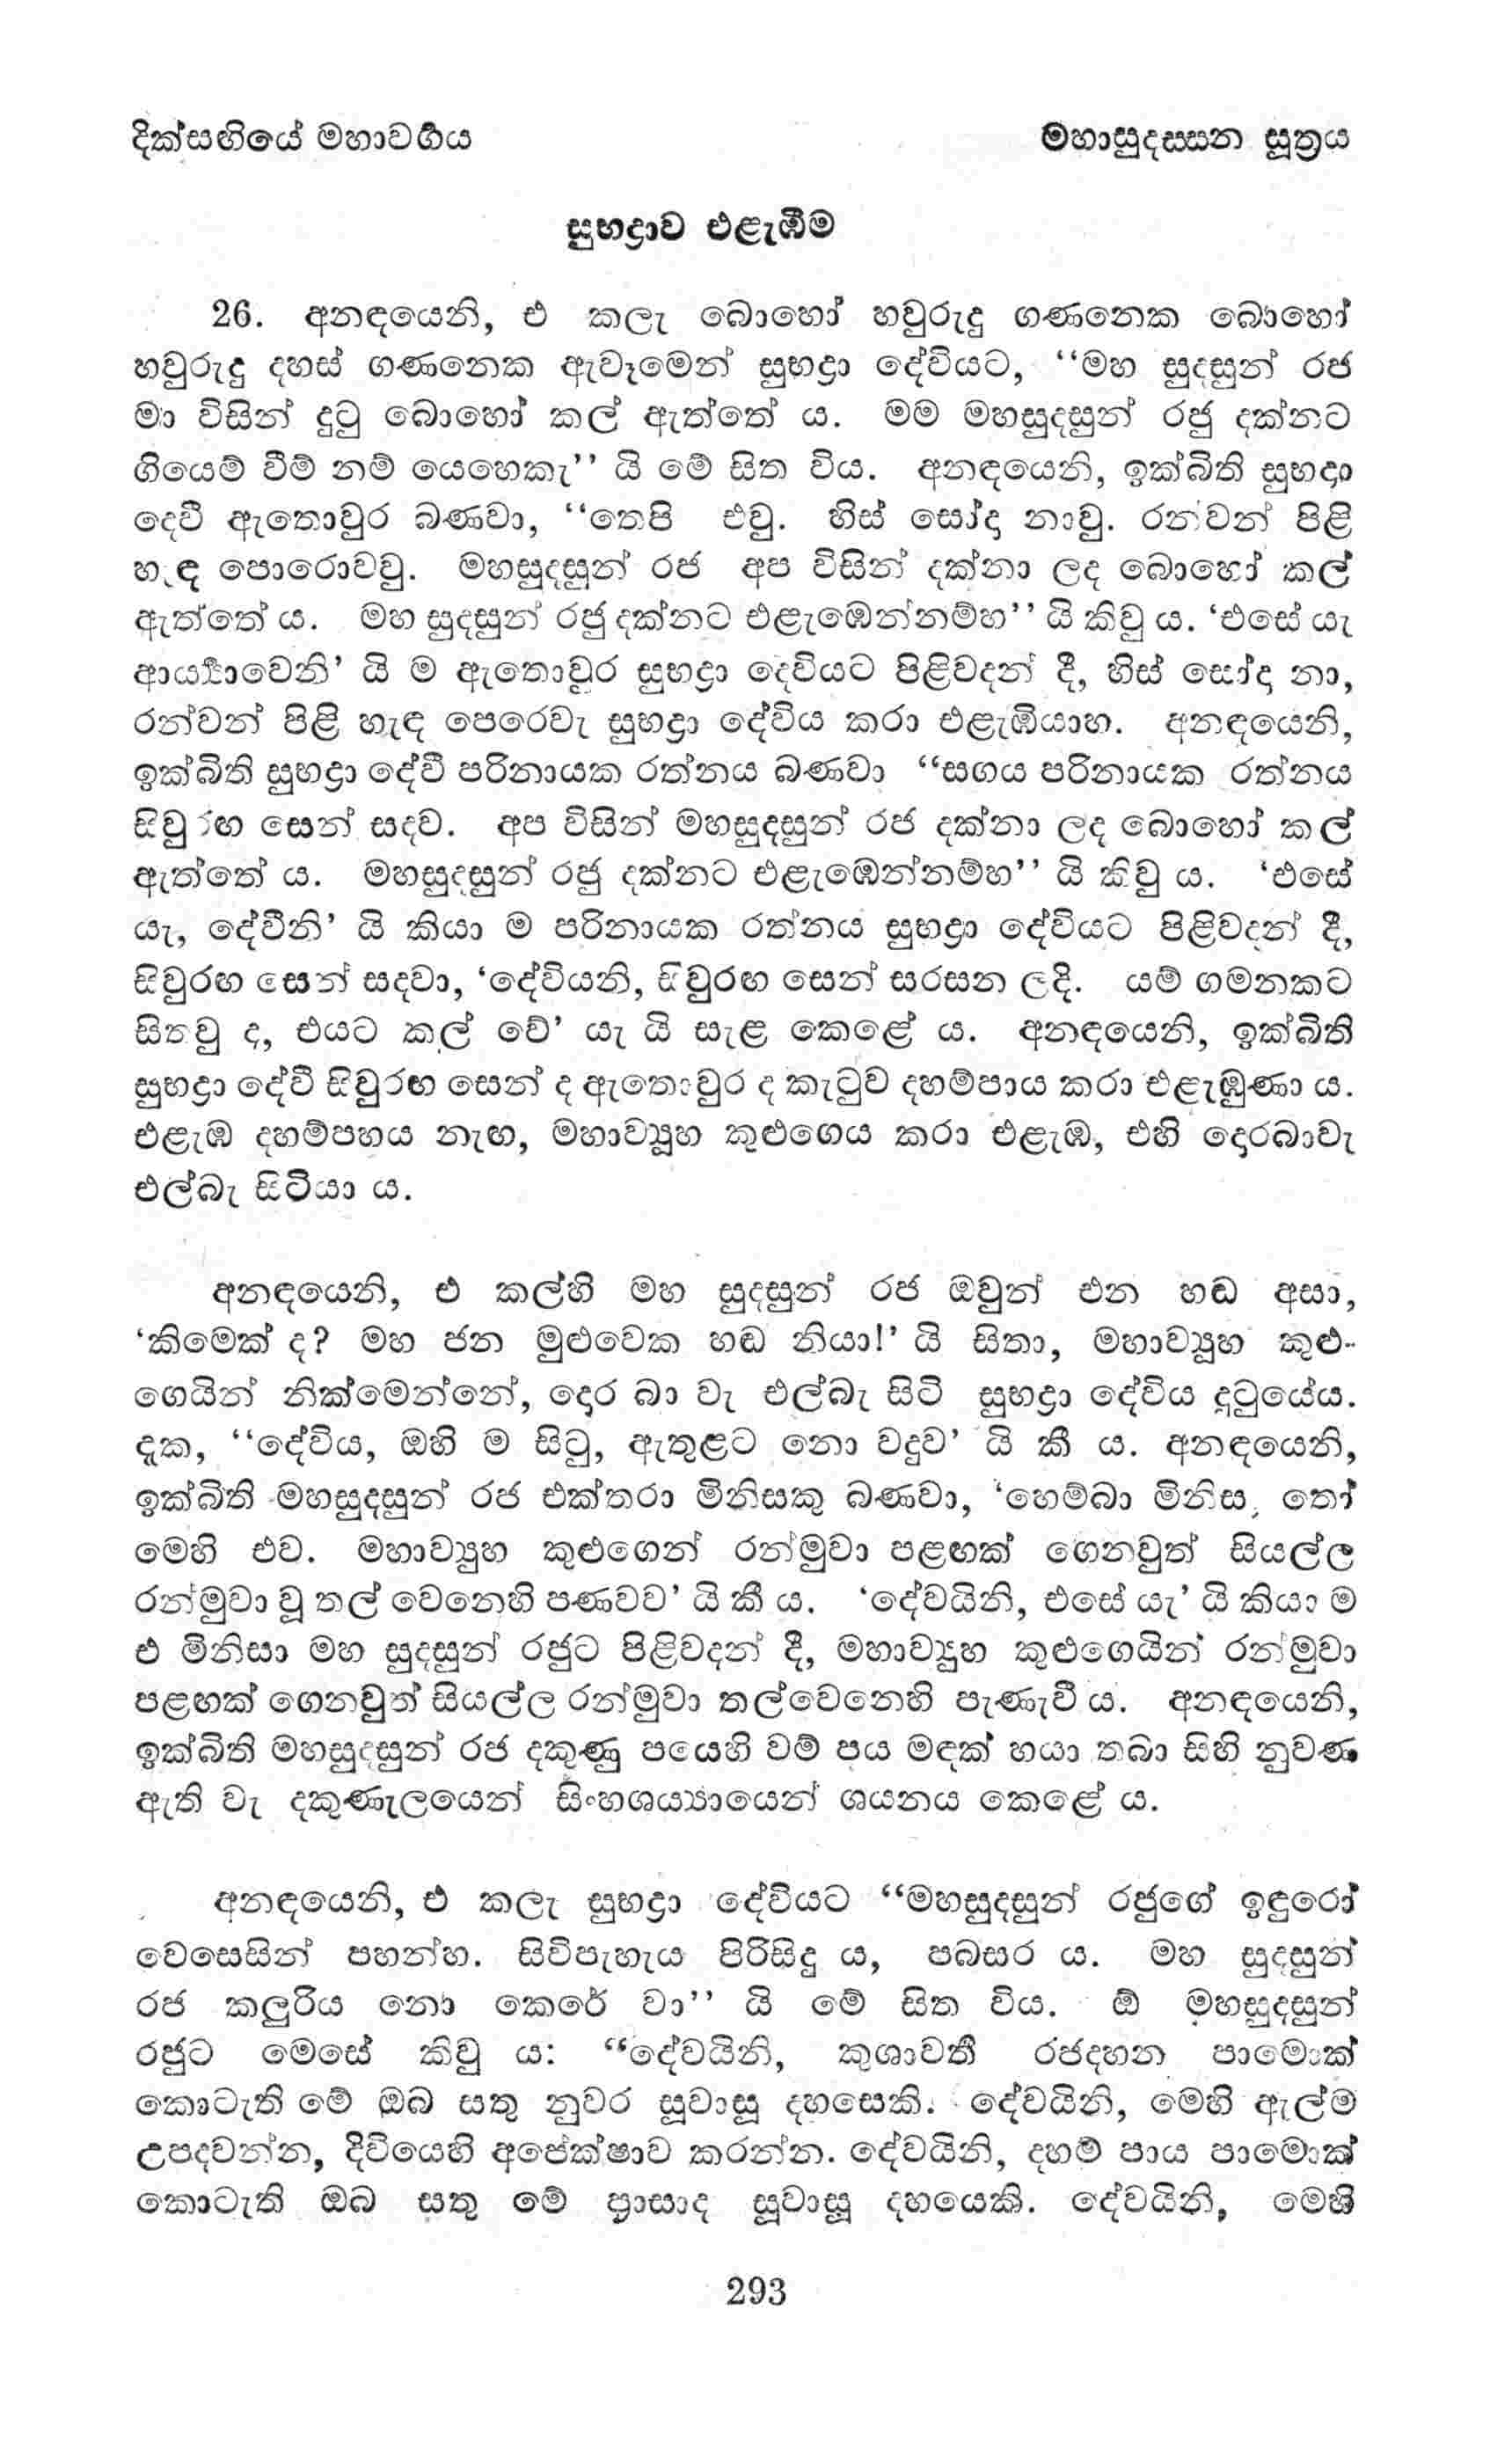 දික්සඟියේ මහාවර්‍ගය
මහාසුදස්සන සූත්‍රය
සුභද්‍රාව එළැඹීම
26. අනඳයෙනි, එ කලැ බොහෝ හවුරුදු ගණනෙක බොහෝ
හවුරුදු දහස් ගණනෙක ඇවෑමෙන් සුභද්‍රා දේවියට, “මහ සුදසුන් රජ
මා විසින් දුටු බොහෝ කල් ඇත්තේ ය. මම මහසුදසුන් රජු දක්නට
ගියෙම් වීම් නම් යෙහෙකැ” යි මේ සිත විය. අනඳයෙනි, ඉක්බිති සුභද්‍රා
දෙවී ඇතොවුර බණවා, “තෙපි එවු. හිස් සෝදා නාවු. රන්වන් පිළි
හැඳ පොරොවවු. මහසුදසුන් රජ අප විසින් දක්නා ලද බොහෝ කල්
ඇත්තේ ය. මහ සුදසුන් රජු දක්නට එළැඹෙන්නම්හ” යි කිවු ය. ‘එසේ යැ
ආර්‍ය්‍යාවෙනි’ යි ම ඇතොවුර සුභද්‍රා දෙවියට පිළිවදන් දී, හිස් සෝදා නා,
රන්වන් පිළි හැඳ පෙරෙවැ සුභද්‍රා දේවිය කරා එළැඹියාහ. අනඳයෙනි,
ඉක්බිති සුභද්‍රා දේවී පරිනායක රත්නය බණවා “සගය පරිනායක රත්නය
සිවුරඟ සෙන් සදව. අප විසින් මහසුදසුන් රජ දක්නා ලද බොහෝ කල්
ඇත්තේ ය. මහසුදසුන් රජු දක්නට එළැඹෙන්නම්හ” යි කිවු ය. ‘එසේ
යැ, දේවීනි’ යි කියා ම පරිනායක රත්නය සුභද්‍රා දේවියට පිළිවදන් දී,
සිවුරඟ සෙන් සදවා, ‘දේවියනි, සිවුරඟ සෙන් සරසන ලදි. යම් ගමනකට
සිතවු ද, එයට කල් වේ’ යැ යි සැළ කෙළේ ය. අනඳයෙනි, ඉක්බිති
සුභද්‍රා දේවී සිවුරඟ සෙන් ද ඇතොවුර ද කැටුව දහම්පාය කරා එළැඹුණා ය.
එළැඹ දහම්පහය නැඟ, මහාව්‍යූහ කුළුගෙය කරා එළැඹ, එහි දොරබාවැ
එල්බැ සිටියා ය.
අනඳයෙනි, එ කල්හි මහ සුදසුන් රජ ඔවුන් එන හඬ අසා,
‘කිමෙක් ද? මහ ජන මුළුවෙක හඬ නියා!’ යි සිතා, මහාව්‍යූහ කුළු-
ගෙයින් නික්මෙන්නේ, දොර බා වැ එල්බැ සිටි සුභද්‍රා දේවිය දුටුයේය.
දැක, “දේවිය, ඔහි ම සිටු, ඇතුළට නො වදුව’ යි කී ය. අනඳයෙනි,
ඉක්බිති මහසුදසුන් රජ එක්තරා මිනිසකු බණවා, ‘හෙම්බා මිනිස, තෝ
මෙහි එව. මහාව්‍යූහ කුළුගෙන් රන්මුවා පළඟක් ගෙනවුත් සියල්ල
රන්මුවා වූ තල් වෙනෙහි පණවව’ යි කී ය. ‘දේවයිනි, එසේ යැ’ යි කියා ම
එ මිනිසා මහ සුදසුන් රජුට පිළිවදන් දී, මහාව්‍යූහ කුළුගෙයින් රන්මුවා
පළඟක් ගෙනවුත් සියල්ල රන්මුවා තල්වෙනෙහි පැණැවී ය. අනඳයෙනි,
ඉක්බිති මහසුදසුන් රජ දකුණු පයෙහි වම් පය මඳක් හයා තබා සිහි නුවණ
ඇති වැ දකුණැලයෙන් සිංහශය්‍යායෙන් ශයනය කෙළේ ය.
අනඳයෙනි, එ කලැ සුභද්‍රා දේවියට “මහසුදසුන් රජුගේ ඉඳුරෝ
වෙසෙසින් පහන්හ. සිව්පැහැය පිරිසිදු ය, පබසර ය. මහ සුදසුන්
රජ කලුරිය නො කෙරේ වා” යි මේ සිත විය. ඕ මහසුදසුන්
රජුට මෙසේ කිවු ය: “දේවයිනි, කුශාවතී රජදහන පාමොක්
කොටැති මේ ඔබ සතු නුවර සුවාසූ දහසෙකි. දේවයිනි, මෙහි ඇල්ම
උපදවන්න, දිවියෙහි අපේක්ෂාව කරන්න. දේවයිනි, දහම් පාය පාමොක්
කොටැති ඔබ සතු මේ ප්‍රාසාද සුවාසූ දහයෙකි. දේවයිනි, මෙහි
293